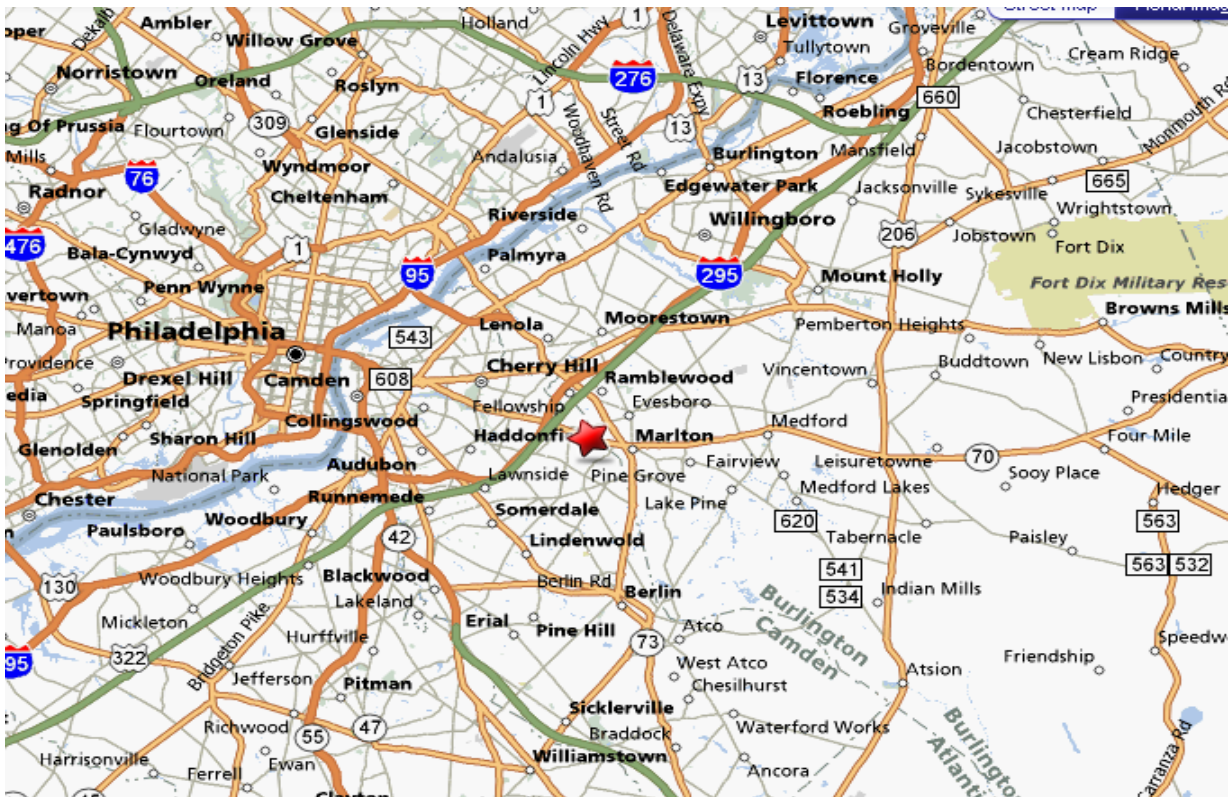 Street Map
Ambler
Holland
1
Levittown
Groveville
Willow Grove
Lincoln Hwy
Delaware Expy
Tullytown
Cream Ridge
Norristown
Oreland
Roslyn
276
13
Florence
Bordentown
660
Chesterfield
309
1
Woodhaven Rd
Street Rd
13
Roebling
Monmouth Rd
Flourtown
Glenside
Mansfield
Jacobstown
Mills
76
Wyndmoor
Andalusia
Burlington
665
Radnor
Cheltenham
Edgewater Park
Jacksonville
Sykesville
Wrightstown
476
Gladwyne
1
Riverside
Willingboro
206
Jobstown
Fort Dix
Bala-Cynwyd
Palmyra
95
295
Mount Holly
Fort Dix Military
Penn Wynne
Browns Mills
Manoa
Philadelphia
543
Lenola
Moorestown
Pemberton Heights
Drexel Hill
Camden
608
Cherry Hill
Ramblewood
Vincentown
Buddtown
New Lisbon
Country
Springfield
Collingswood
Fellowship
Evesboro
Medford
Presidential
Glenolden
Sharon Hill
Haddonfi
Marlton
Four Mile
National Park
Audubon
Lawnside
Pine Grove
Fairview
Leisuretowne
70
Sooy Place
Chester
Runnemede
Lake Pine
Medford Lakes
Hedger
Paulsboro
Woodbury
42
Somerdale
620
Tabernacle
Paisley
563
Lindenwold
541
563
532
130
Woodbury Heights
Blackwood
Berlin Rd
Berlin
534
Indian Mills
Mickleton
Lakeland
Erial
Pine Hill
Burlington
Camden
95
322
Bridgeton Pike
Hurffville
73
Atco
Friendship
Jefferson
Pitman
West Atco
Chesilhurst
Atsion
Richwood
47
Sicklerville
Waterford Works
Burlington
55
Braddock
Harrisonville
Ewan
Williamstown
Ancora
Carranza Rd
Ferrell